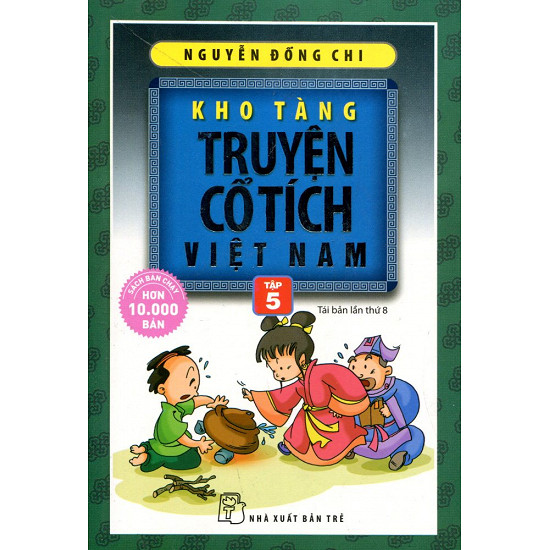 NGUYỄN ĐỔNG CHI
KHO TÀNG
TRUYỆN
CỔ TÍCH
VIỆT NAM
TẬP
5
Tái bản lần thứ 8
SÁCH BÁN CHẠY
HƠN
10.000
BẢN
NHÀ XUẤT BẢN TRẺ